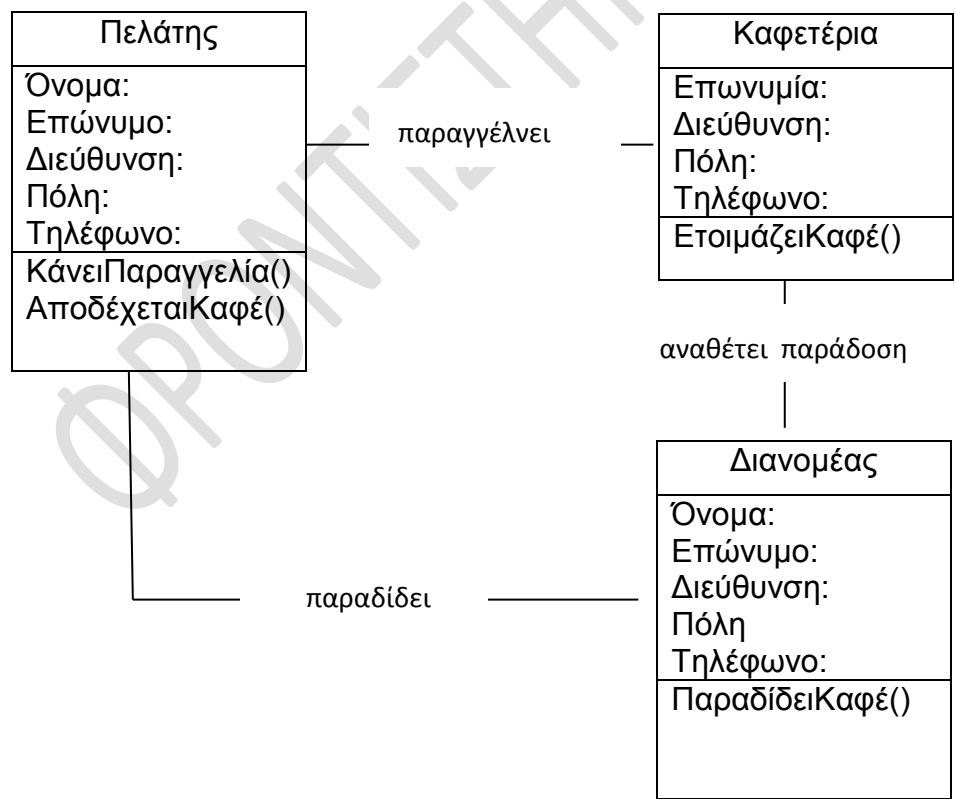 Πελάτης
Όνομα:
Επώνυμο:
Διεύθυνση:
Πόλη:
Τηλέφωνο:
ΚάνειΠαραγγελία()
ΑποδέχεταιΚαφέ()
παραγγέλνει
Καφετέρια
Επωνυμία:
Διεύθυνση:
Πόλη:
Τηλέφωνο:
ΕτοιμάζειΚαφέ()
αναθέτει παράδοση
Διανομέας
Όνομα:
Επώνυμο:
Διεύθυνση:
Πόλη
Τηλέφωνο:
ΠαραδίδειΚαφέ()
παραδίδει